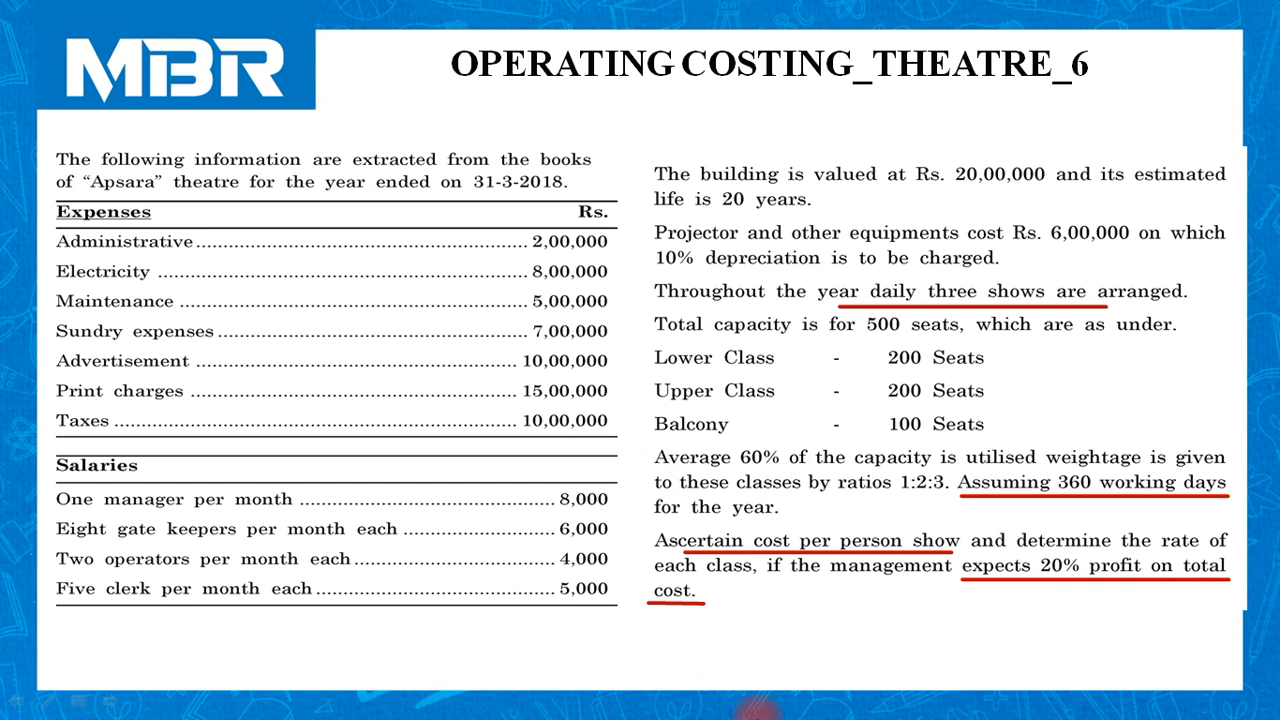 MBR
OPERATING COSTING_THEATRE_6
The following information are extracted from the books
of “Apsara” theatre for the year ended on 31-3-2018.
Expenses Rs.
Administrative ........................................................ 2,00,000
Electricity .............................................................. 8,00,000
Maintenance ........................................................... 5,00,000
Sundry expenses ..................................................... 7,00,000
Advertisement ...................................................... 10,00,000
Print charges ....................................................... 15,00,000
Taxes .................................................................... 10,00,000
Salaries
One manager per month ........................................... 8,000
Eight gate keepers per month each ......................... 6,000
Two operators per month each ................................. 4,000
Five clerk per month each ........................................ 5,000
The building is valued at Rs. 20,00,000 and its estimated
life is 20 years.
Projector and other equipments cost Rs. 6,00,000 on which
10% depreciation is to be charged.
Throughout the year daily three shows are arranged.
Total capacity is for 500 seats, which are as under.
Lower Class - 200 Seats
Upper Class - 200 Seats
Balcony - 100 Seats
Average 60% of the capacity is utilised weightage is given
to these classes by ratios 1:2:3. Assuming 360 working days
for the year.
Ascertain cost per person show and determine the rate of
each class, if the management expects 20% profit on total
cost.